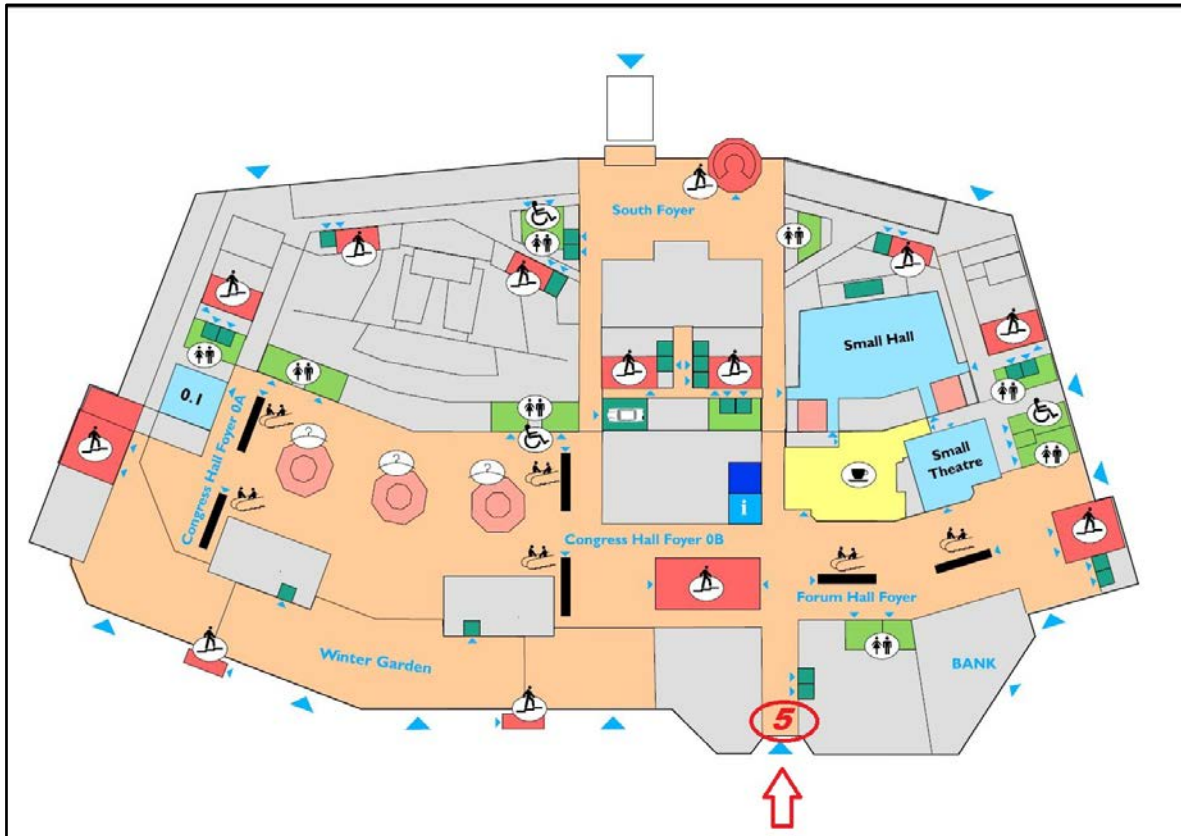 South Foyer
Small Hall
0.1
Congress Hall Foyer 0A
Small
Theatre
i
Congress Hall Foyer 0B
Forum Hall Foyer
Winter Garden
BANK
5